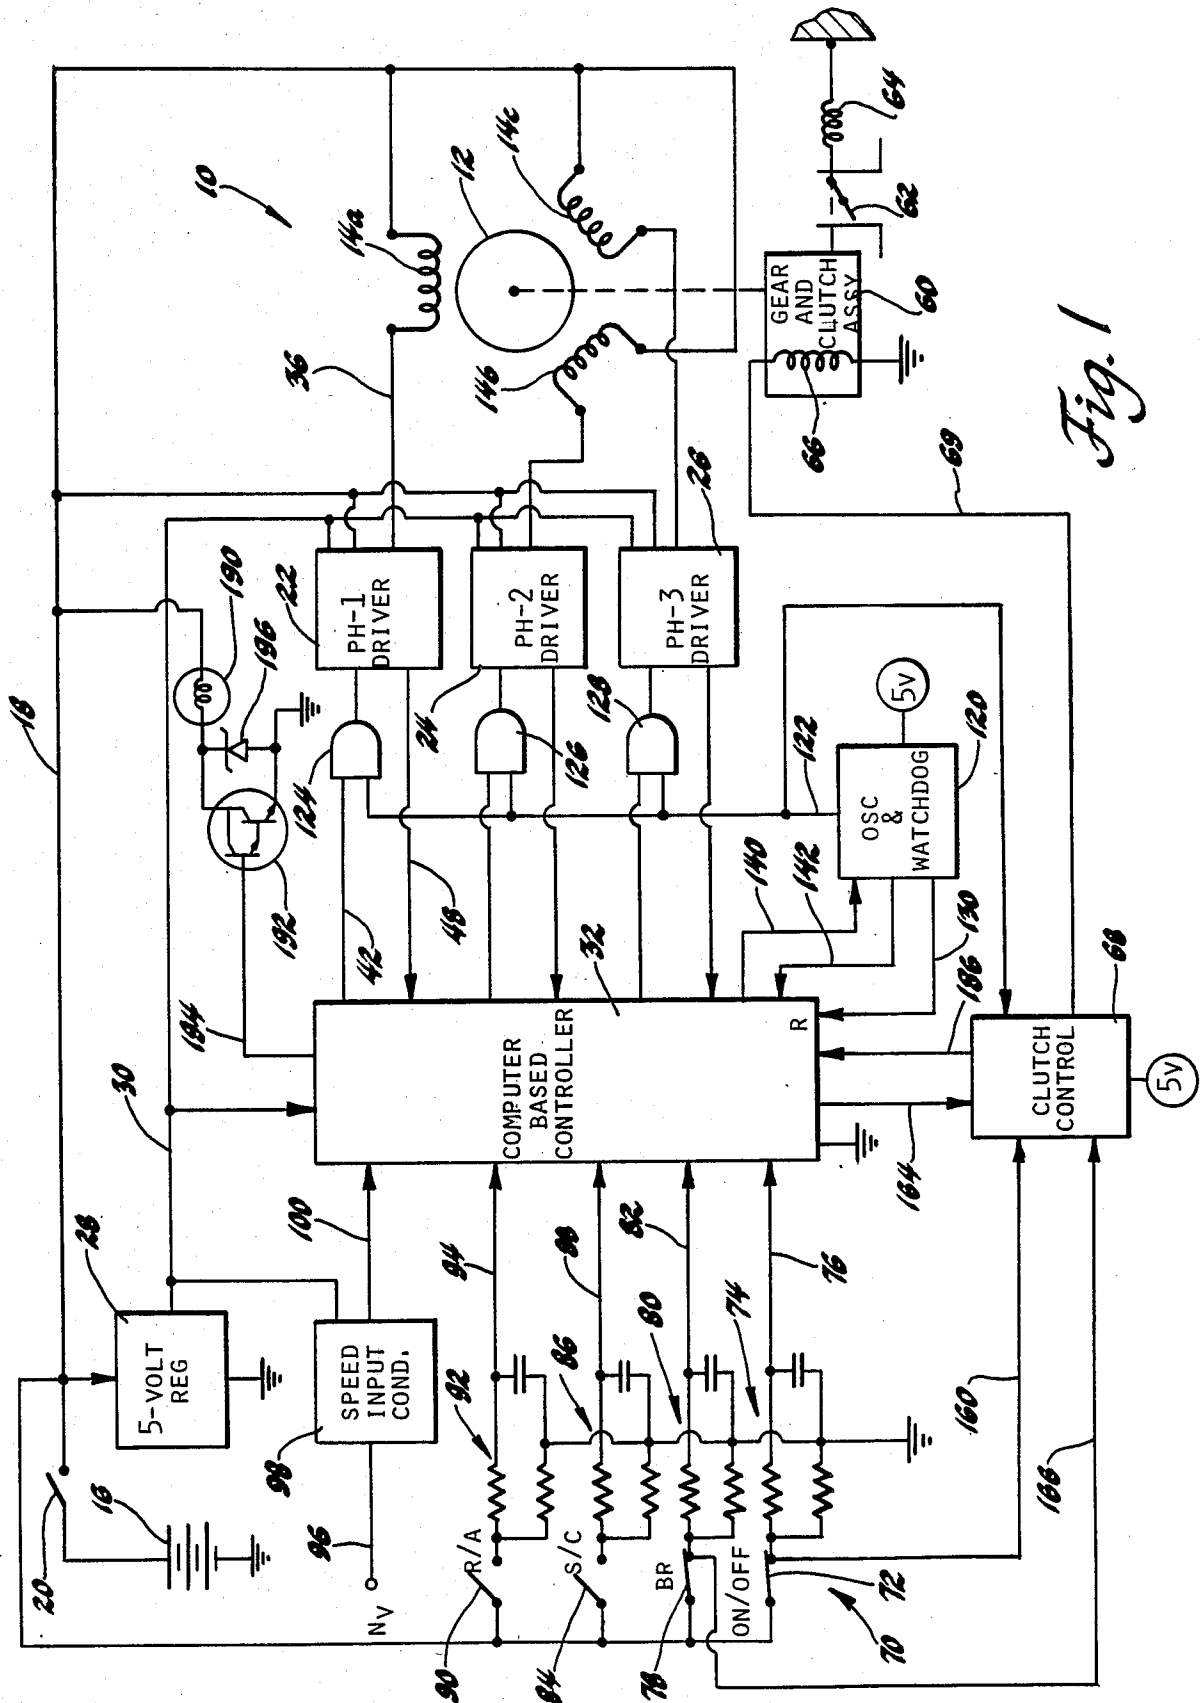 18
20
16
28
5-VOLT
REG
30
194
192
196
190
10
96
Nv
98
SPEED
INPUT
COND.
100
42
124
22
PH-1
DRIVER
36
14a
48
90
R/A
92
94
COMPUTER
BASED
CONTROLLER
32
24
126
PH-2
DRIVER
14b
12
14c
84
S/C
86
88
128
PH-3
DRIVER
26
78
BR
80
82
R
140
142
122
ON/OFF
72
70
74
76
OSC
&
WATCHDOG
5V
120
130
186
164
160
166
CLUTCH
CONTROL
68
5V
69
66
GEAR
AND
CLUTCH
ASSY
60
62
64
Fig. 1